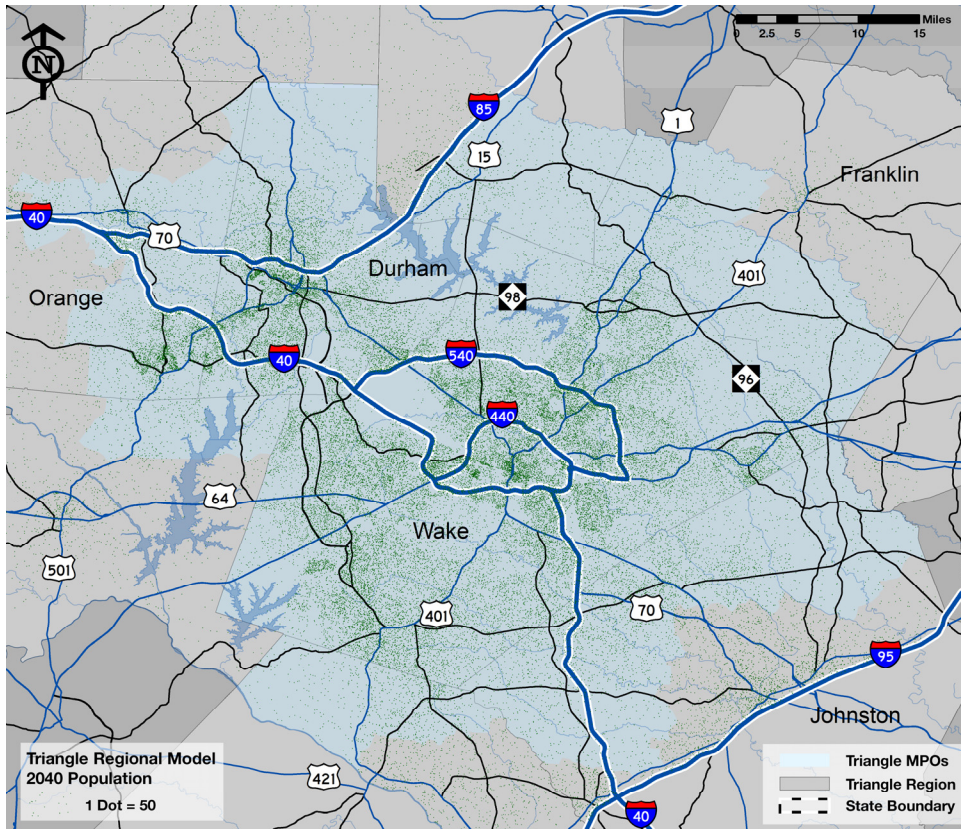 Miles
0 2.5 5 10 15
N
85
1
15
Franklin
40
70
401
Durham
98
Orange
540
40
96
440
64
Wake
501
401
70
95
Johnston
Triangle Regional Model
2040 Population
1 Dot = 50
421
40
Triangle MPOs
Triangle Region
State Boundary